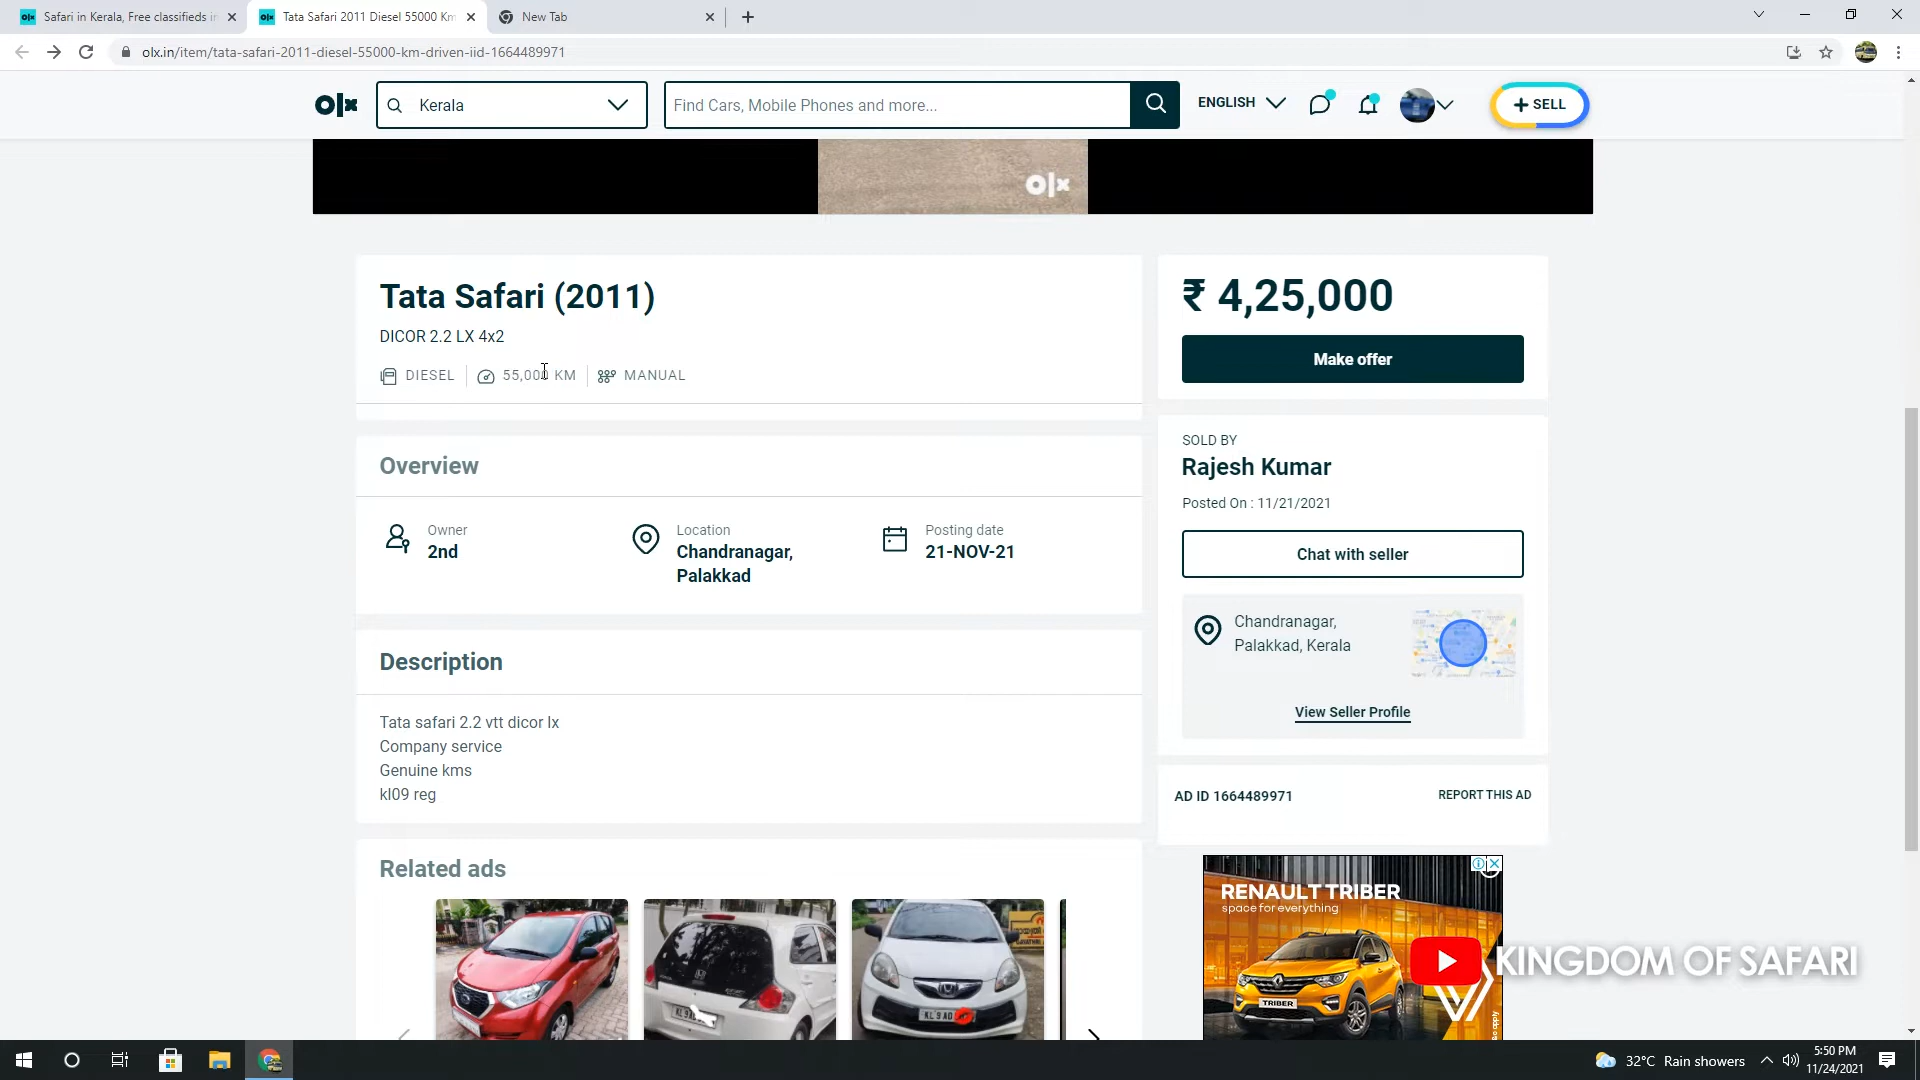 Safari in Kerala, Free classifieds in
Tata Safari 2011 Diesel 55000 Km
New Tab
olx.in/item/tata-safari-2011-diesel-55000-km-driven-iid-1664489971
olx
Kerala
Find Cars, Mobile Phones and more...
ENGLISH
+ SELL
olx
Tata Safari (2011)
DICOR 2.2 LX 4x2
DIESEL
55,000 KM
MANUAL
₹ 4,25,000
Make offer
Overview
Owner
2nd
Location
Chandranagar,
Palakkad
Posting date
21-NOV-21
SOLD BY
Rajesh Kumar
Posted On : 11/21/2021
Chat with seller
Chandranagar,
Palakkad, Kerala
View Seller Profile
Description
Tata safari 2.2 vtt dicor lx
Company service
Genuine kms
kl09 reg
AD ID 1664489971
REPORT THIS AD
Related ads
RENAULT TRIBER
space for everything
TRIBER
KINGDOM OF SAFARI
32°C Rain showers
5:50 PM
11/24/2021